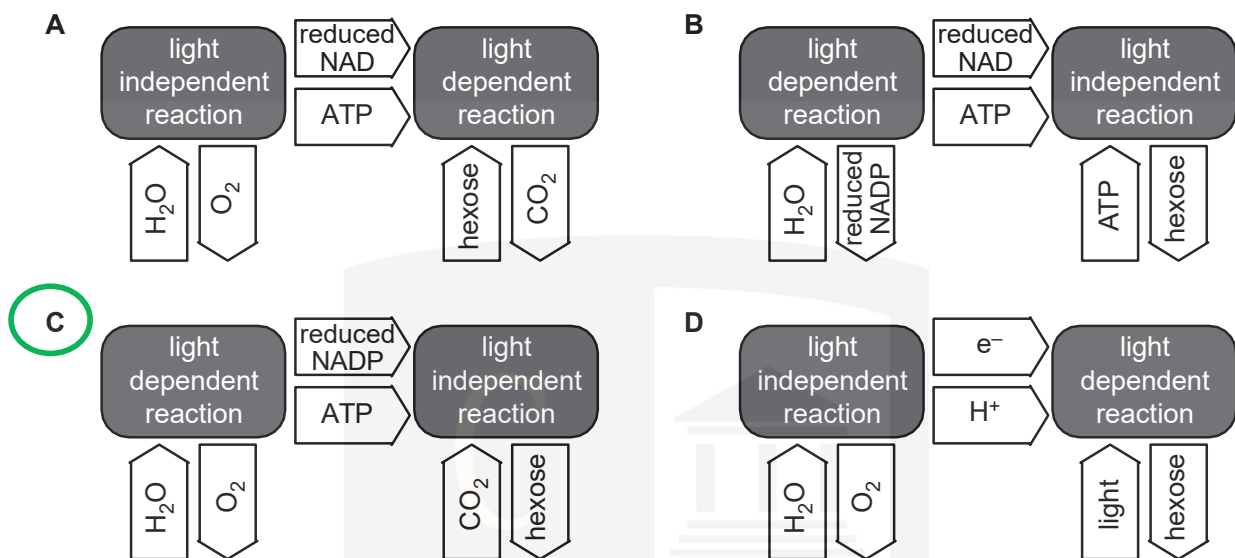 A
light
independent
reaction
reduced
NAD
ATP
light
dependent
reaction
H₂O
O₂
hexose
CO₂
B
light
dependent
reaction
reduced
NAD
ATP
light
independent
reaction
H₂O
reduced
NADP
ATP
hexose
C
light
dependent
reaction
reduced
NADP
ATP
light
independent
reaction
H₂O
O₂
CO₂
hexose
D
light
independent
reaction
e⁻
H⁺
light
dependent
reaction
H₂O
O₂
light
hexose